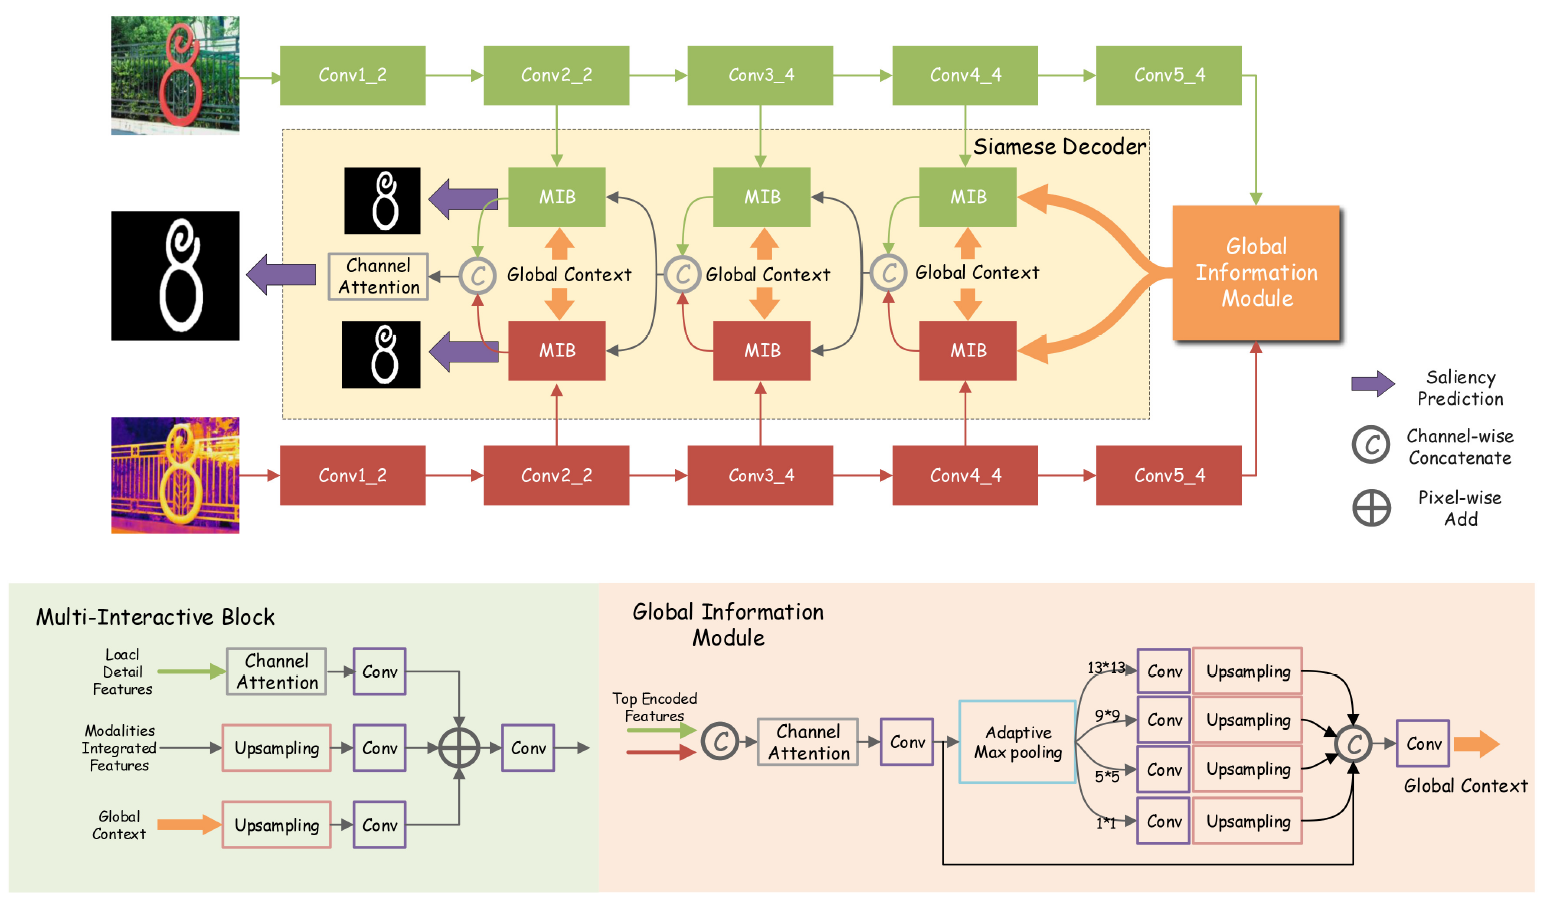 Conv1_2
Conv2_2
Conv3_4
Conv4_4
Conv5_4
Siamese Decoder
MIB
MIB
MIB
Channel
Attention
C
Global Context
C
Global Context
C
Global Context
Global
Information
Module
MIB
MIB
MIB
Saliency
Prediction
C
Channel-wise
Concatenate
Pixel-wise
Add
Conv1_2
Conv2_2
Conv3_4
Conv4_4
Conv5_4
Multi-Interactive Block
Loacl
Detail
Features
Channel
Attention
Conv
Modalities
Integrated
Features
Upsampling
Conv
Conv
Global
Context
Upsampling
Conv
Global Information
Module
Top Encoded
Features
C
Channel
Attention
Conv
Adaptive
Max pooling
13*13
Conv
Upsampling
9*9
Conv
Upsampling
5*5
Conv
Upsampling
1*1
Conv
Upsampling
C
Conv
Global Context